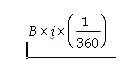 B × i × (1/360)